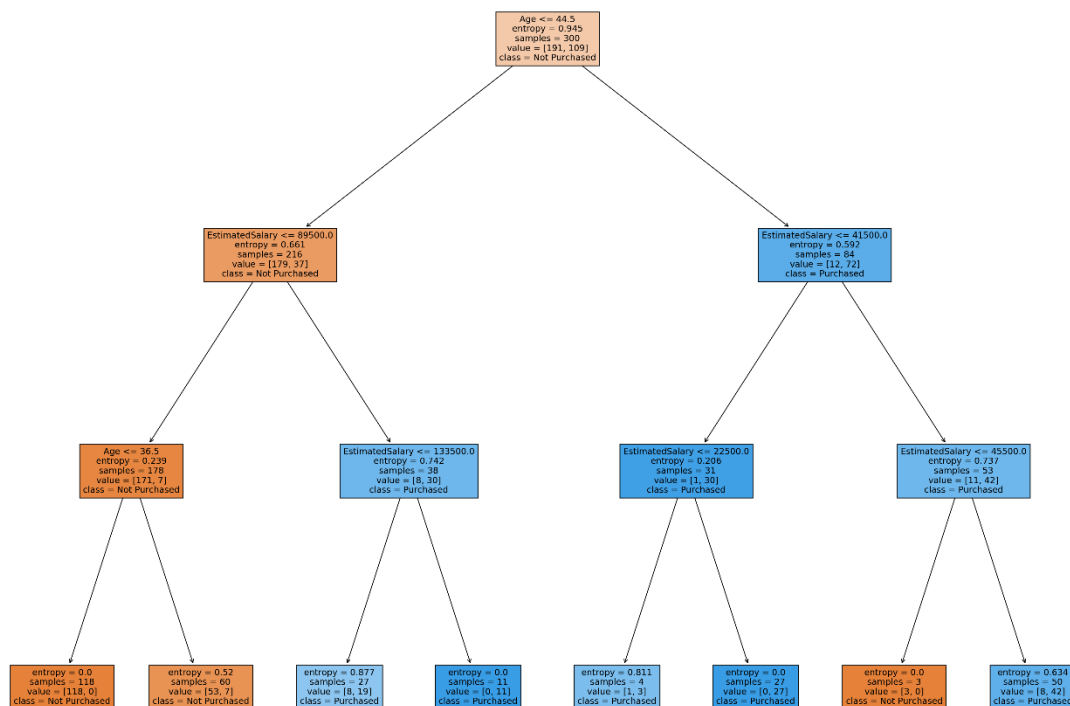 Age <= 44.5
entropy = 0.945
samples = 300
value = [191, 109]
class = Not Purchased
EstimatedSalary <= 89500.0
entropy = 0.661
samples = 216
value = [179, 37]
class = Not Purchased
EstimatedSalary <= 41500.0
entropy = 0.592
samples = 84
value = [12, 72]
class = Purchased
Age <= 36.5
entropy = 0.239
samples = 178
value = [171, 7]
class = Not Purchased
EstimatedSalary <= 133500.0
entropy = 0.742
samples = 38
value = [8, 30]
class = Purchased
EstimatedSalary <= 22500.0
entropy = 0.206
samples = 31
value = [1, 30]
class = Purchased
EstimatedSalary <= 45500.0
entropy = 0.737
samples = 53
value = [11, 42]
class = Purchased
entropy = 0.0
samples = 118
value = [118, 0]
class = Not Purchased
entropy = 0.52
samples = 60
value = [53, 7]
class = Not Purchased
entropy = 0.877
samples = 27
value = [8, 19]
class = Purchased
entropy = 0.0
samples = 11
value = [0, 11]
class = Purchased
entropy = 0.811
samples = 4
value = [1, 3]
class = Purchased
entropy = 0.0
samples = 27
value = [0, 27]
class = Purchased
entropy = 0.0
samples = 3
value = [3, 0]
class = Not Purchased
entropy = 0.634
samples = 50
value = [8, 42]
class = Purchased